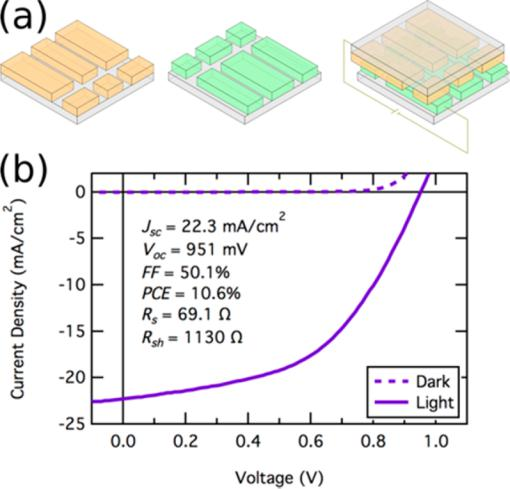 (a)
(b)
Current Density (mA/cm²)
0
-5
-10
-15
-20
-25
Jsc = 22.3 mA/cm²
Voc = 951 mV
FF = 50.1%
PCE = 10.6%
Rs = 69.1 Ω
Rsh = 1130 Ω
Dark
Light
0.0 0.2 0.4 0.6 0.8 1.0
Voltage (V)